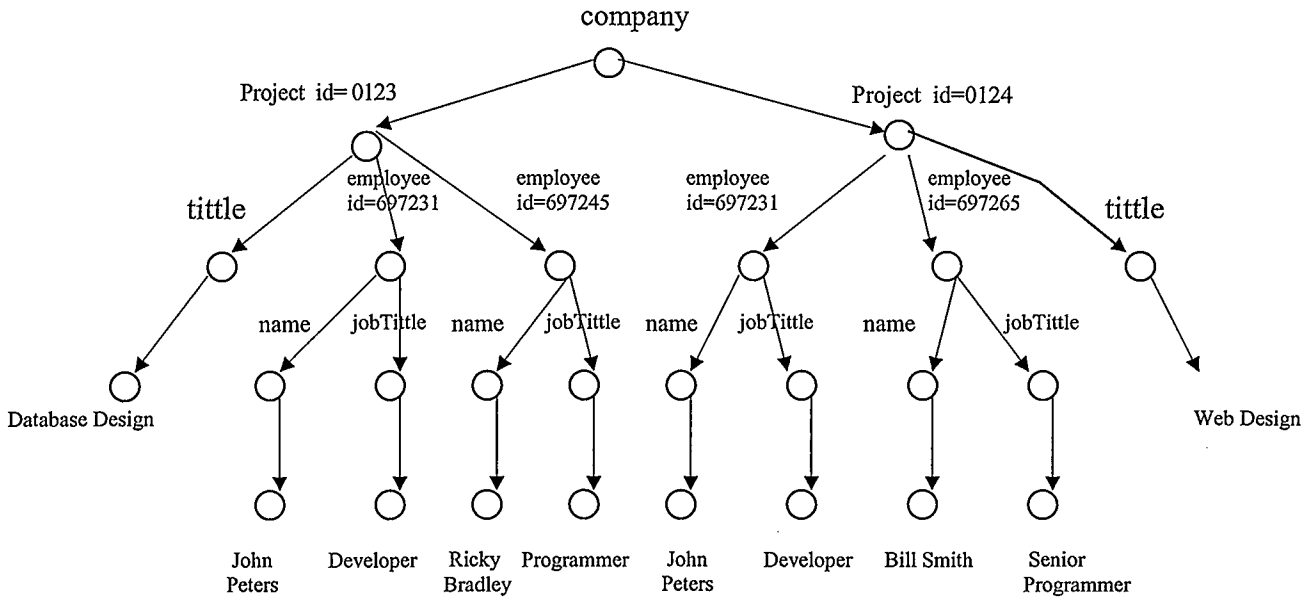 company
Project id= 0123
Project id=0124
employee
id=697231
employee
id=697245
employee
id=697231
employee
id=697265
tittle
tittle
name
jobTittle
name
jobTittle
name
jobTittle
name
jobTittle
Database Design
Web Design
John
Peters
Developer
Ricky
Bradley
Programmer
John
Peters
Developer
Bill Smith
Senior
Programmer